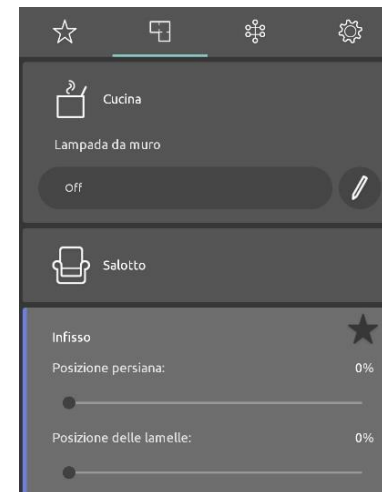 Cucina
Lampada da muro
Off
Salotto
Infisso
Posizione persiana: 0%
Posizione delle lamelle: 0%